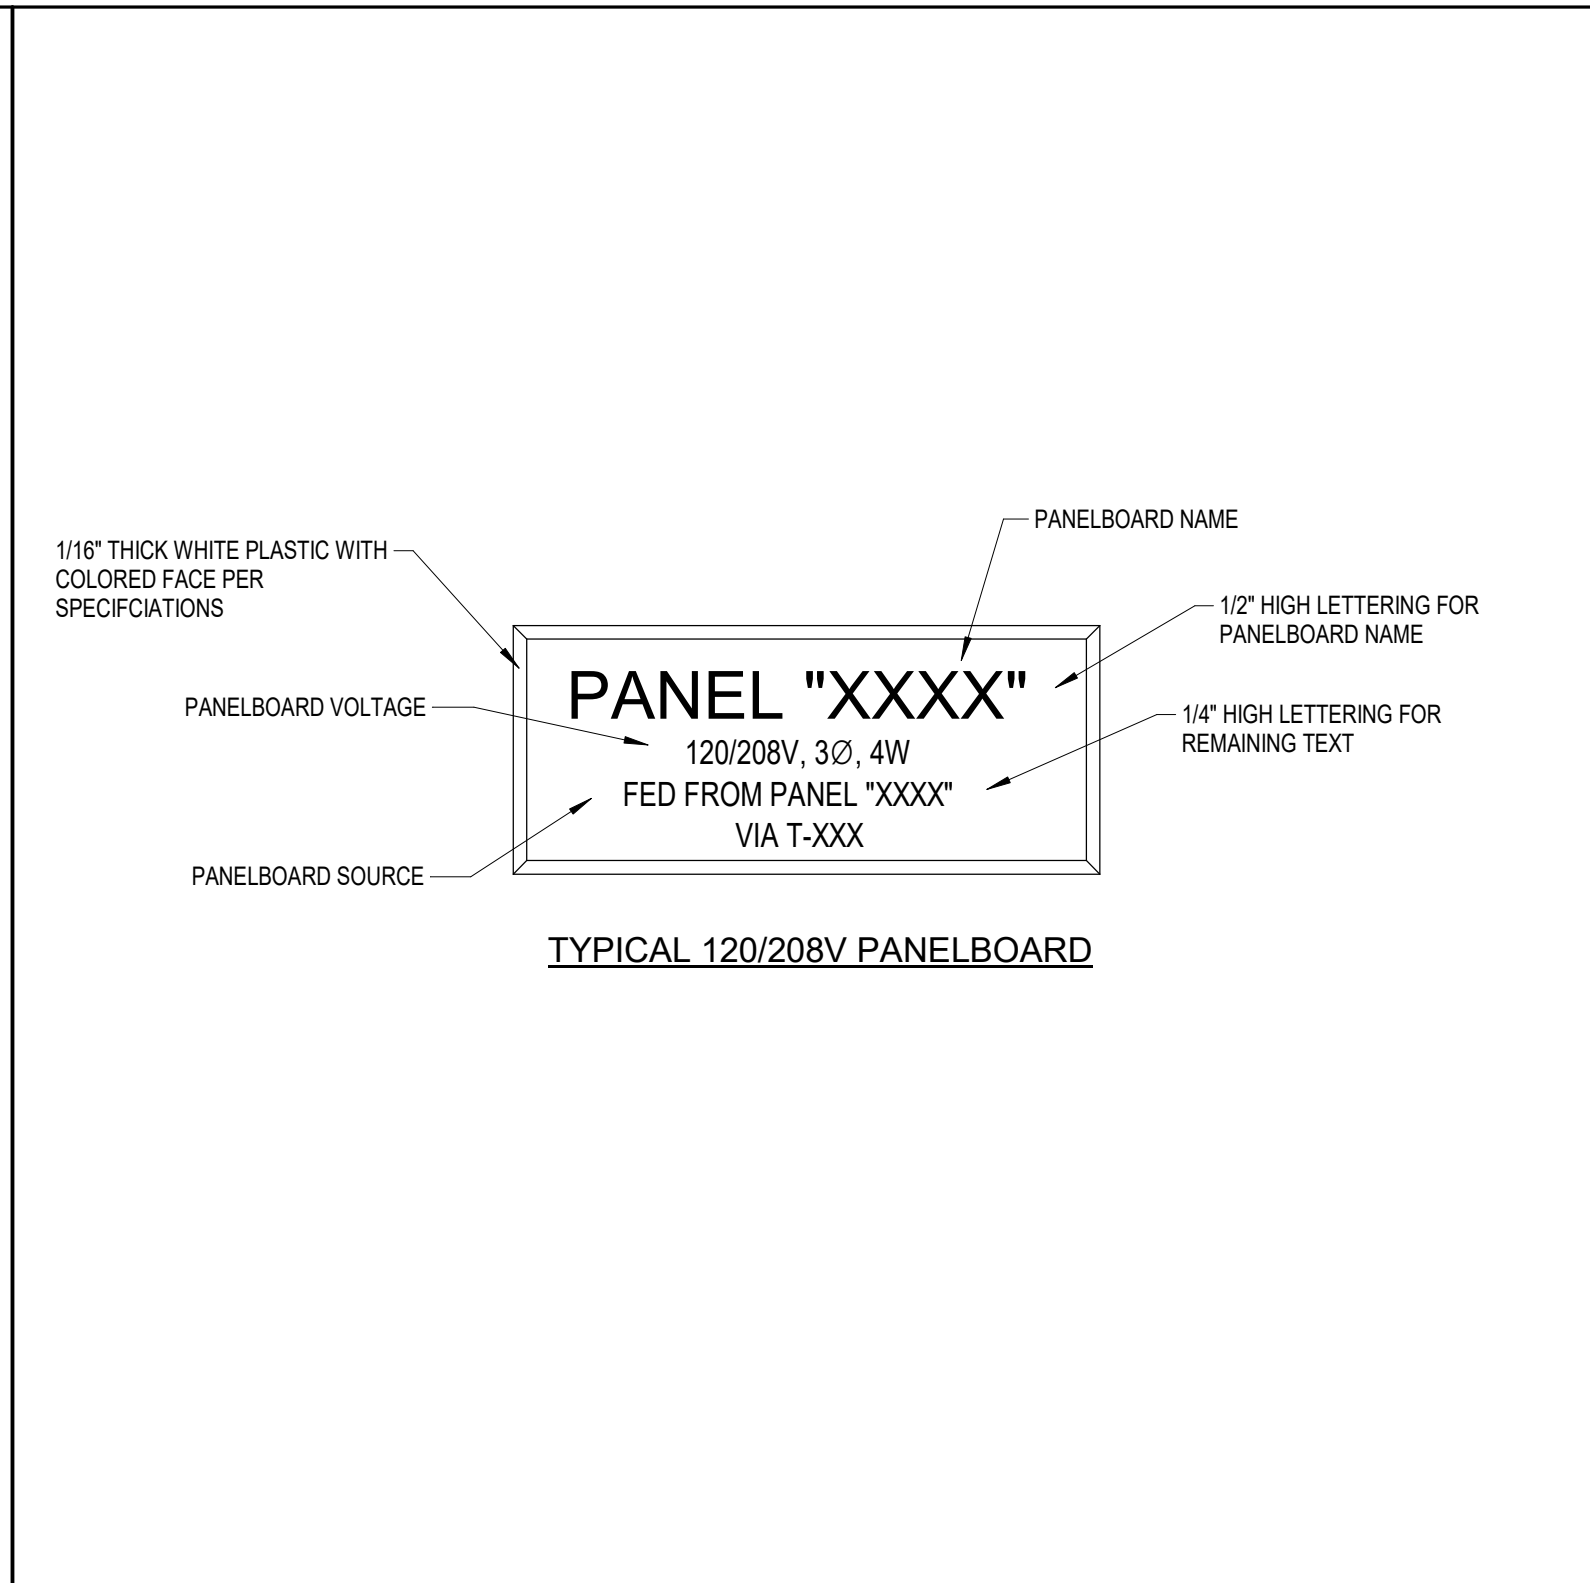 PANELBOARD NAME
1/16" THICK WHITE PLASTIC WITH
COLORED FACE PER
SPECIFCIATIONS
1/2" HIGH LETTERING FOR
PANELBOARD NAME
PANEL "XXXX"
PANELBOARD VOLTAGE
1/4" HIGH LETTERING FOR
REMAINING TEXT
120/208V, 3Ø, 4W
FED FROM PANEL "XXXX"
VIA T-XXX
PANELBOARD SOURCE
TYPICAL 120/208V PANELBOARD